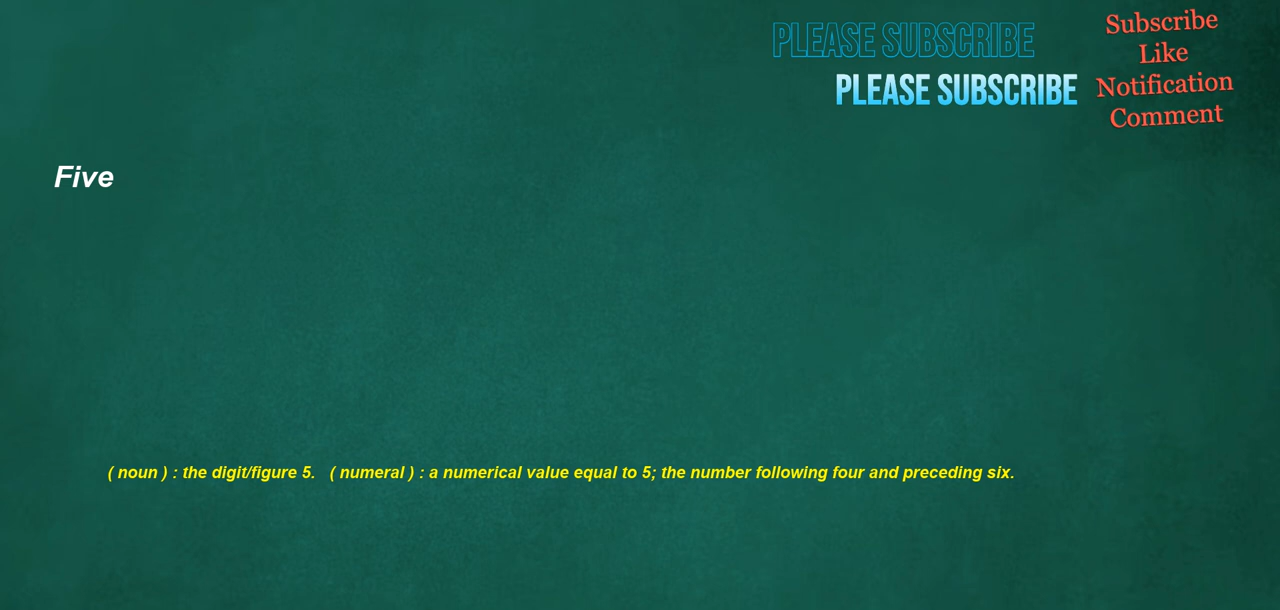 PLEASE SUBSCRIBE
PLEASE SUBSCRIBE
Subscribe
Like
Notification
Comment
Five
( noun ) : the digit/figure 5.   ( numeral ) : a numerical value equal to 5; the number following four and preceding six.